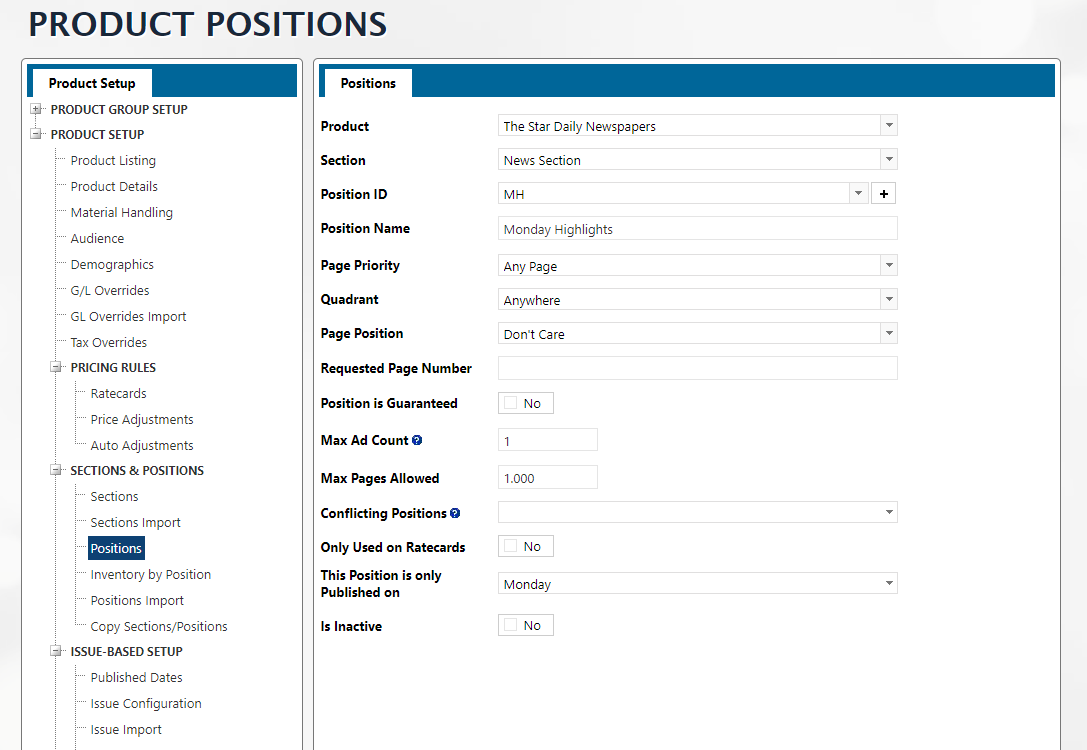 PRODUCT POSITIONS
Product Setup
PRODUCT GROUP SETUP
PRODUCT SETUP
Product Listing
Product Details
Material Handling
Audience
Demographics
G/L Overrides
GL Overrides Import
Tax Overrides
PRICING RULES
Ratecards
Price Adjustments
Auto Adjustments
SECTIONS & POSITIONS
Sections
Sections Import
Positions
Inventory by Position
Positions Import
Copy Sections/Positions
ISSUE-BASED SETUP
Published Dates
Issue Configuration
Issue Import
Positions
Product The Star Daily Newspapers
Section News Section
Position ID MH +
Position Name Monday Highlights
Page Priority Any Page
Quadrant Anywhere
Page Position Don't Care
Requested Page Number
Position is Guaranteed No
Max Ad Count ? 1
Max Pages Allowed 1.000
Conflicting Positions ?
Only Used on Ratecards No
This Position is only
Published on Monday
Is Inactive No